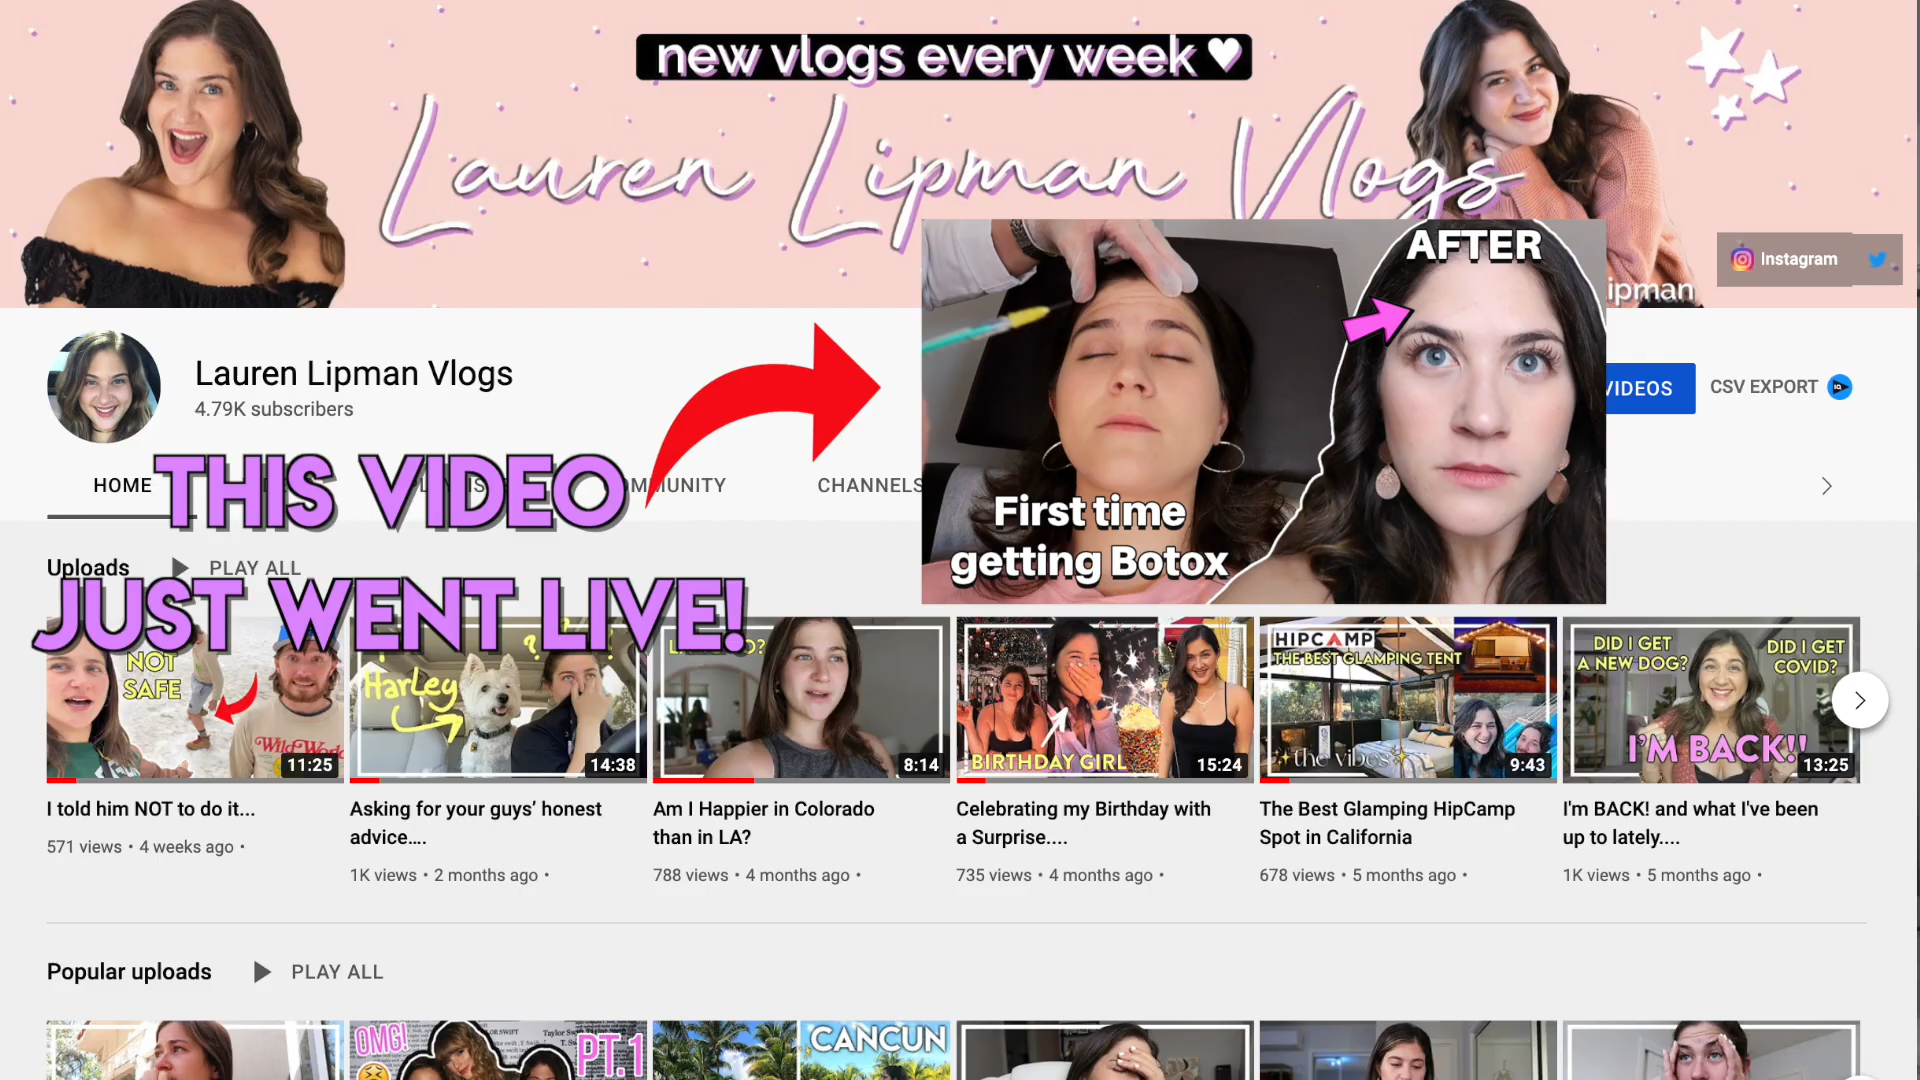 new vlogs every week ♥
Lauren Lipman Vlogs
Instagram
ipman
AFTER
First time
getting Botox
Lauren Lipman Vlogs
4.79K subscribers
VIDEOS
CSV EXPORT
HOME
CHANNELS
THIS VIDEO
JUST WENT LIVE!
Uploads
PLAY ALL
NOT
SAFE
11:25
Harley
14:38
8:14
BIRTHDAY GIRL
15:24
HIPCAMP
THE BEST GLAMPING TENT
the vibes
9:43
DID I GET
A NEW DOG?
DID I GET
COVID?
I'M BACK!!
13:25
I told him NOT to do it...
571 views • 4 weeks ago •
Asking for your guys’ honest
advice....
1K views • 2 months ago •
Am I Happier in Colorado
than in LA?
788 views • 4 months ago •
Celebrating my Birthday with
a Surprise....
735 views • 4 months ago •
The Best Glamping HipCamp
Spot in California
678 views • 5 months ago •
I'm BACK! and what I've been
up to lately....
1K views • 5 months ago •
Popular uploads
PLAY ALL
OMG!
PT.1
CANCUN